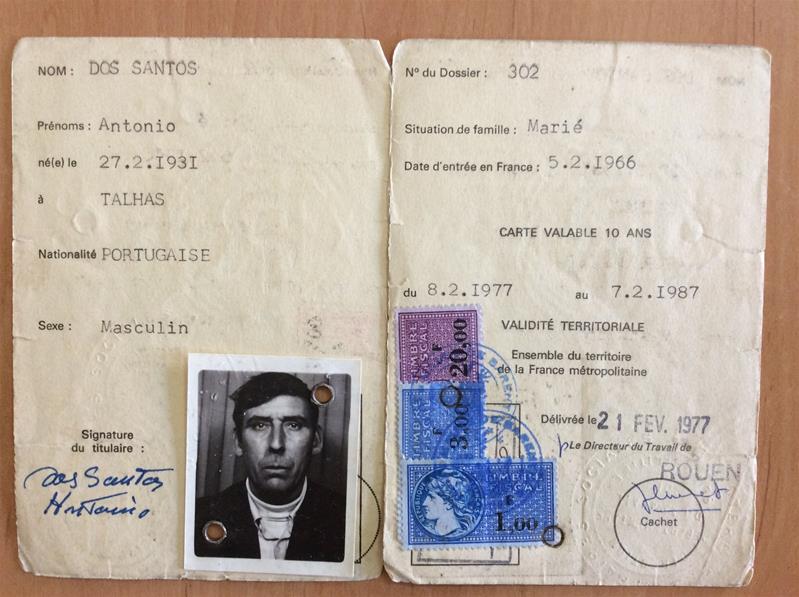 NOM : DOS SANTOS
Prénoms : Antonio
né(e) le 27.2.I93I
à TALHAS
Nationalité PORTUGAISE
Sexe : Masculin
Signature
du titulaire :
Dos Santos
Antonio
N° du Dossier : 302
Situation de famille : Marié
Date d'entrée en France : 5.2.I966
CARTE VALABLE 10 ANS
du 8.2.I977 au 7.2.I987
VALIDITÉ TERRITORIALE
Ensemble du territoire
de la France métropolitaine
TIMBRE FISCAL F 20,00
TIMBRE FISCAL F 3,00
TIMBRE FISCAL F 1,00
Délivrée le 21 FEV. 1977
Le Directeur du Travail de
ROUEN
Cachet